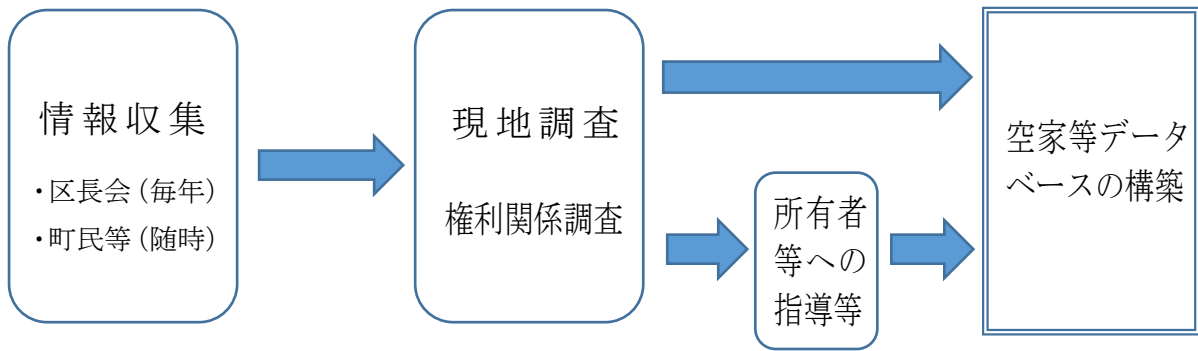 情報収集
・区長会（毎年）
・町民等（随時）
現地調査
権利関係調査
所有者
等への
指導等
空家等データ
ベースの構築